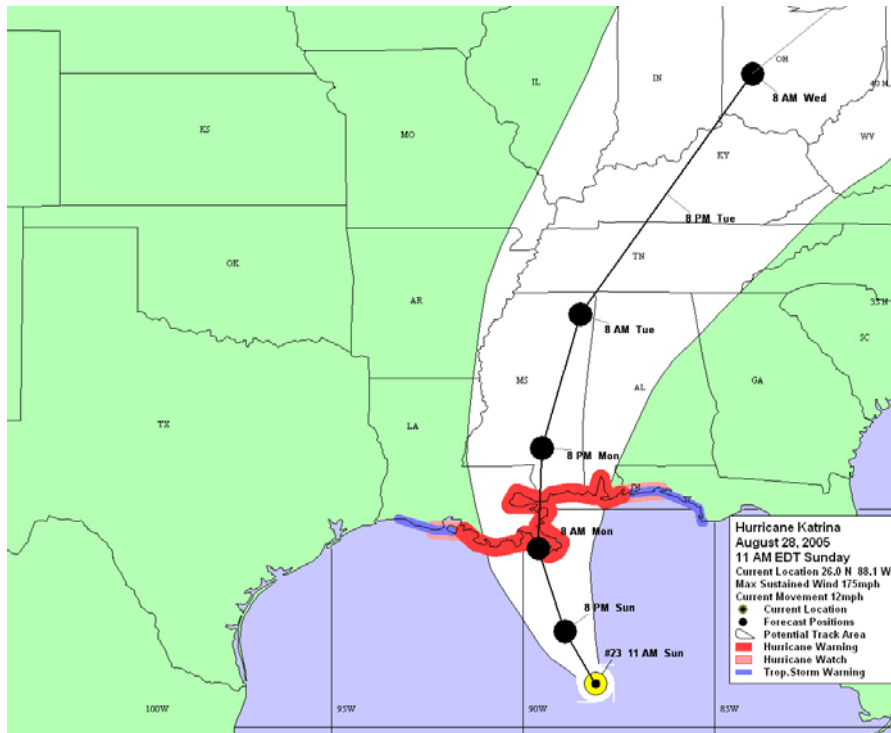 OH
IN
IL
40 N
8 AM Wed
KS
MO
WV
KY
8 PM Tue
TN
OK
AR
35 N
8 AM Tue
SC
MS
AL
GA
TX
LA
8 PM Mon
8 AM Mon
8 PM Sun
#23 11 AM Sun
Hurricane Katrina
August 28, 2005
11 AM EDT Sunday
Current Location 26.0 N 88.1 W
Max Sustained Wind 175mph
Current Movement 12mph
Current Location
Forecast Positions
Potential Track Area
Hurricane Warning
Hurricane Watch
Trop.Storm Warning
100W
95W
90W
85W